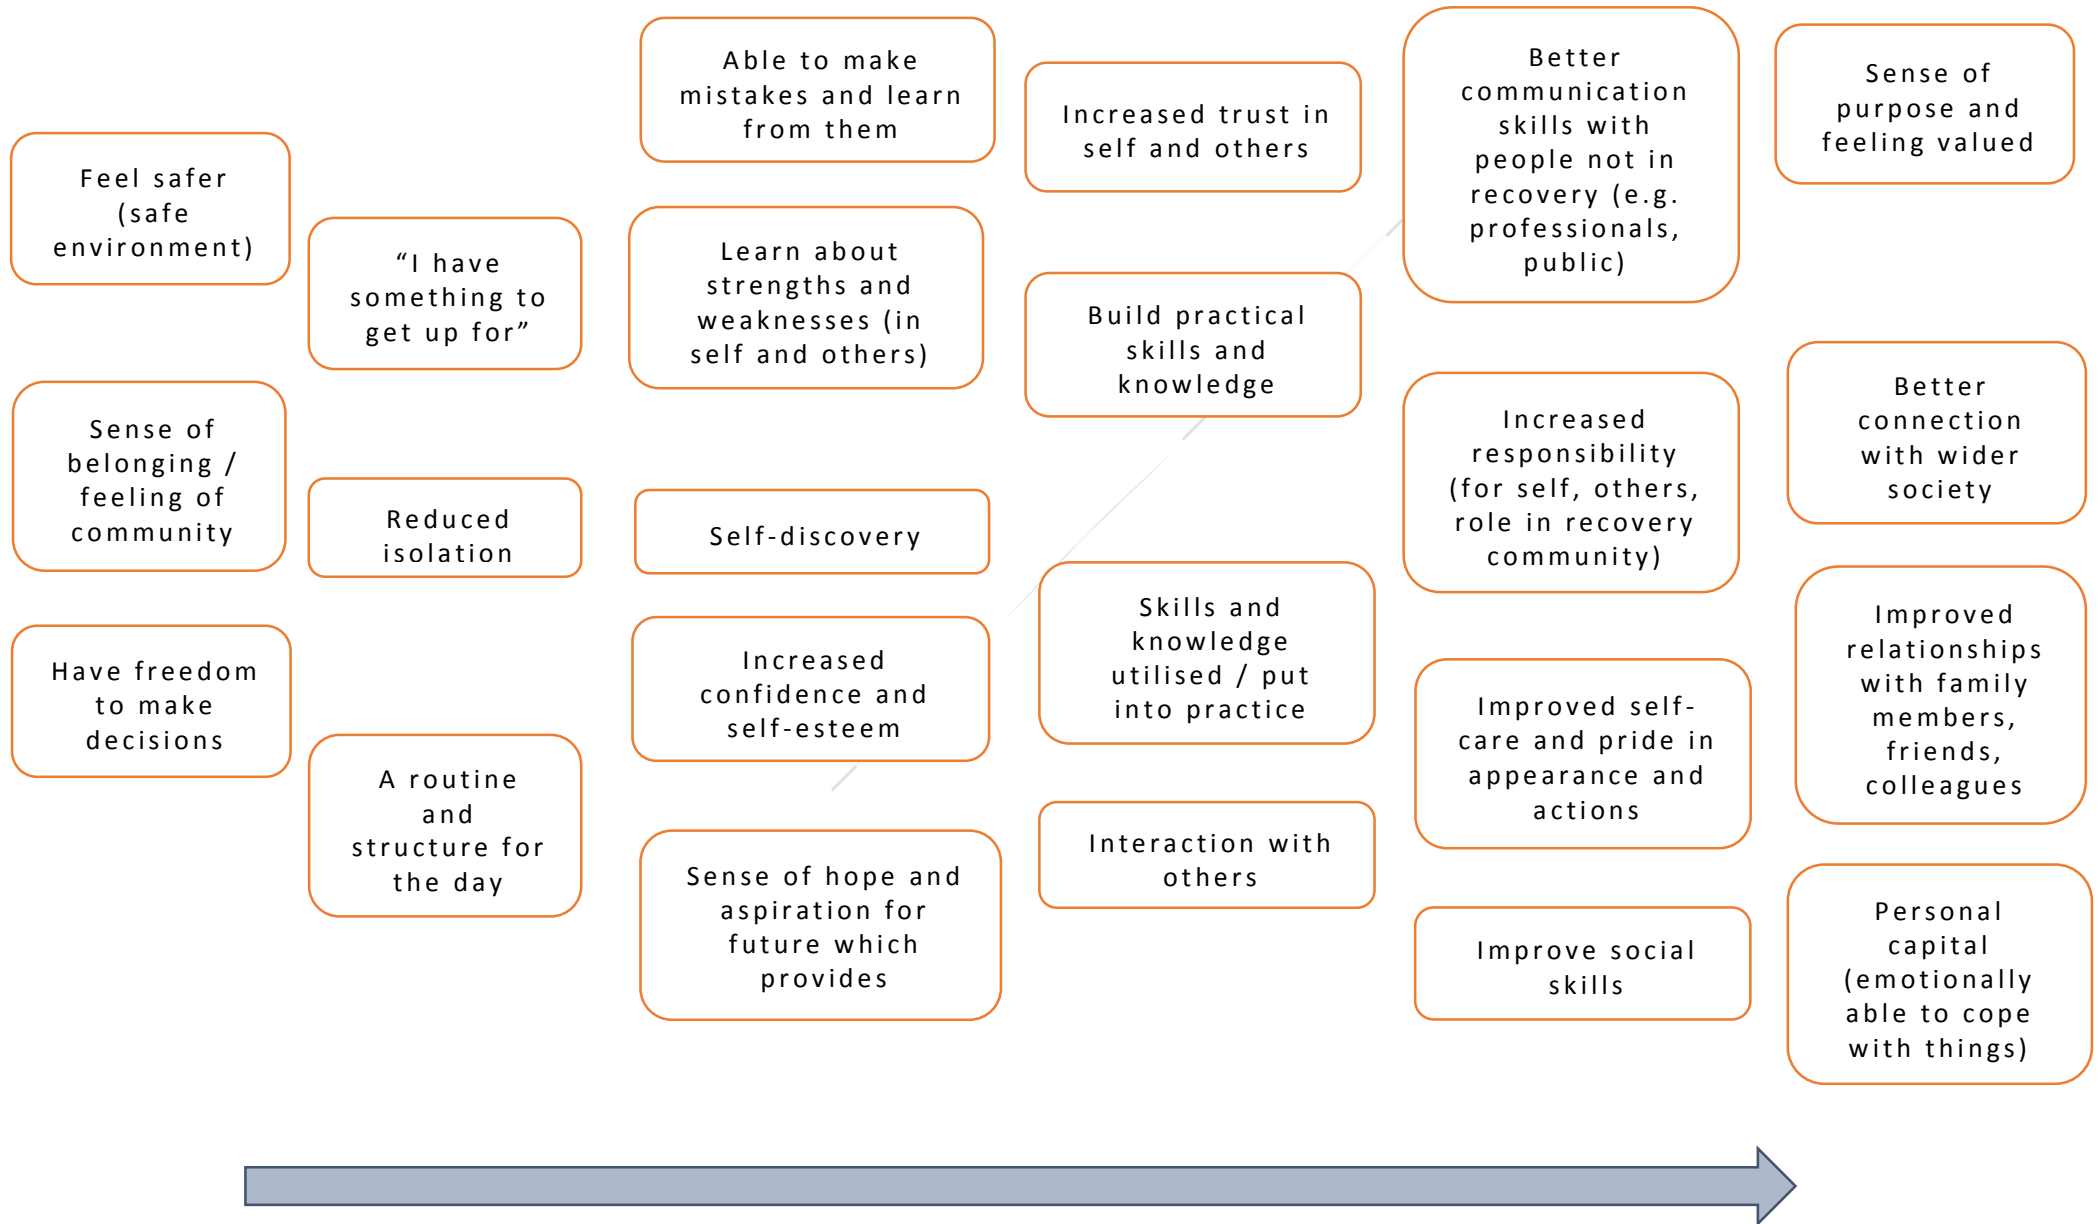 Feel safer
(safe
environment)
Sense of
belonging /
feeling of
community
Have freedom
to make
decisions
“I have
something to
get up for”
Reduced
isolation
A routine
and
structure for
the day
Able to make
mistakes and learn
from them
Learn about
strengths and
weaknesses (in
self and others)
Self-discovery
Increased
confidence and
self-esteem
Sense of hope and
aspiration for
future which
provides
Increased trust in
self and others
Build practical
skills and
knowledge
Skills and
knowledge
utilised / put
into practice
Interaction with
others
Better
communication
skills with
people not in
recovery (e.g.
professionals,
public)
Increased
responsibility
(for self, others,
role in recovery
community)
Improved self-
care and pride in
appearance and
actions
Improve social
skills
Sense of
purpose and
feeling valued
Better
connection
with wider
society
Improved
relationships
with family
members,
friends,
colleagues
Personal
capital
(emotionally
able to cope
with things)